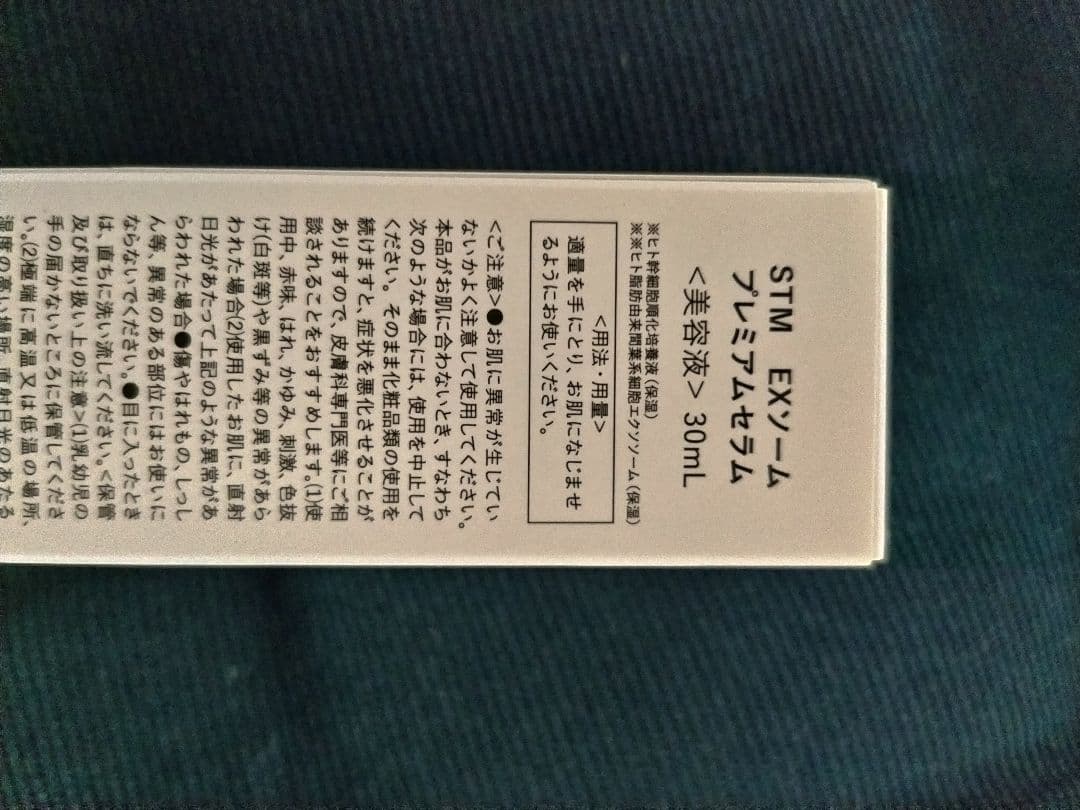 STM EXソーム
プレミアムセラム
<美容液> 30mL
※ヒト幹細胞順化培養液(保湿)
※※ヒト脂肪由来間葉系細胞エクソソーム(保湿)
<用法・用量>
適量を手にとり、お肌になじませ
るようにお使いください。
<ご注意>●お肌に異常が生じてい
ないかよく注意して使用してください。
本品がお肌に合わないとき、すなわち
次のような場合には、使用を中止して
ください。そのまま化粧品類の使用を
続けますと、症状を悪化させることが
ありますので、皮膚科専門医等にご相
談されることをおすすめします。(1)使
用中、赤味、はれ、かゆみ、刺激、色抜
け(白斑等)や黒ずみ等の異常があら
われた場合(2)使用したお肌に、直射
日光があたって上記のような異常があ
らわれた場合●傷やはれもの、しっし
ん等、異常のある部位にはお使いに
ならないでください。●目に入ったとき
は、直ちに洗い流してください。<保管
及び取り扱い上の注意>(1)乳幼児の
手の届かないところに保管してくださ
い。(2)極端に高温又は低温の場所、
湿度の高い場所、直射日光のあたる